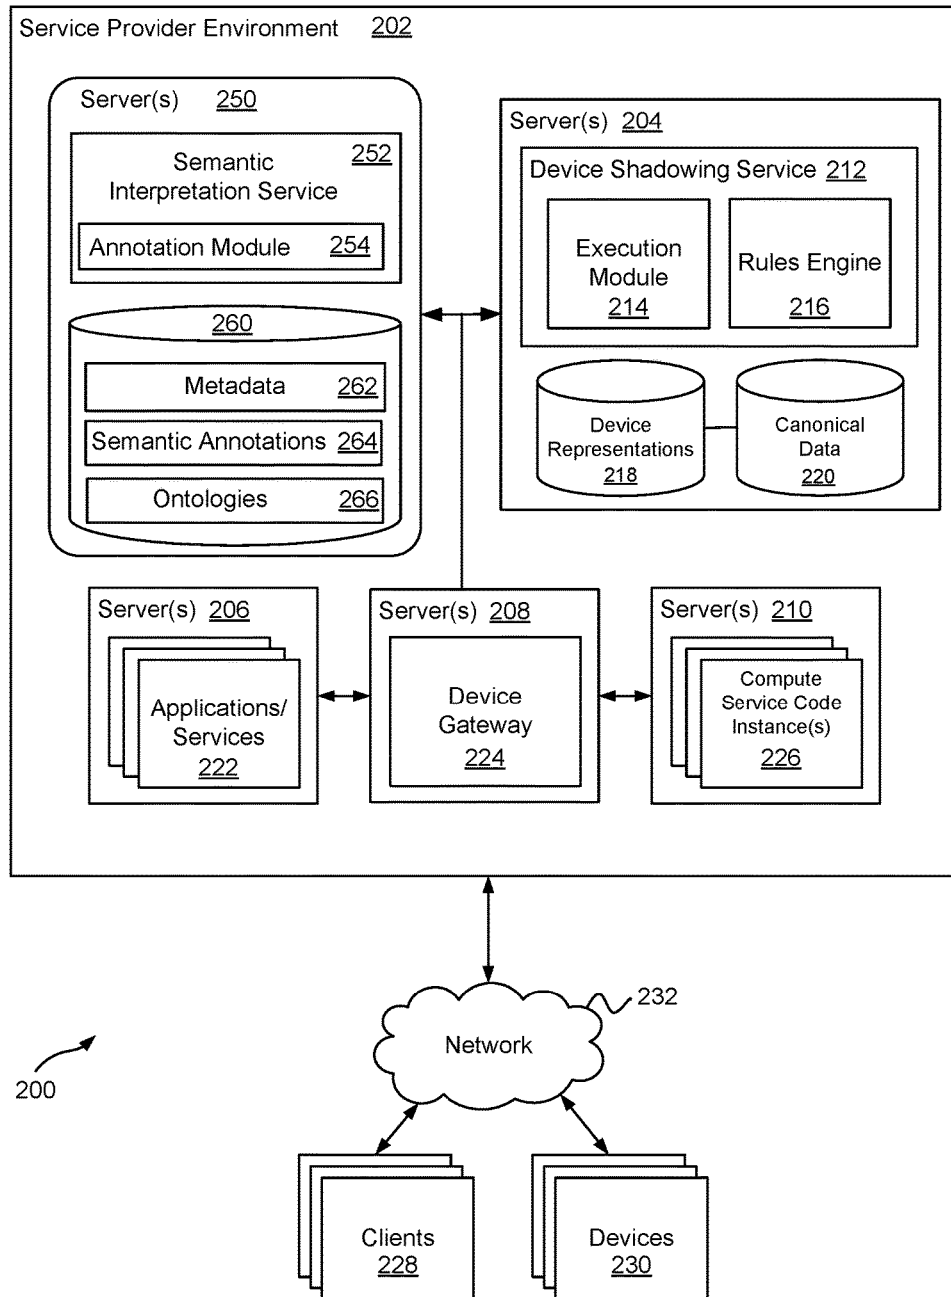 Service Provider Environment 202
Server(s) 250
Semantic 252
Interpretation Service
Annotation Module 254
260
Metadata 262
Semantic Annotations 264
Ontologies 266
Server(s) 204
Device Shadowing Service 212
Execution
Module
214
Rules Engine
216
Device
Representations
218
Canonical
Data
220
Server(s) 206
Applications/
Services
222
Server(s) 208
Device
Gateway
224
Server(s) 210
Compute
Service Code
Instance(s)
226
232
Network
200
Clients
228
Devices
230